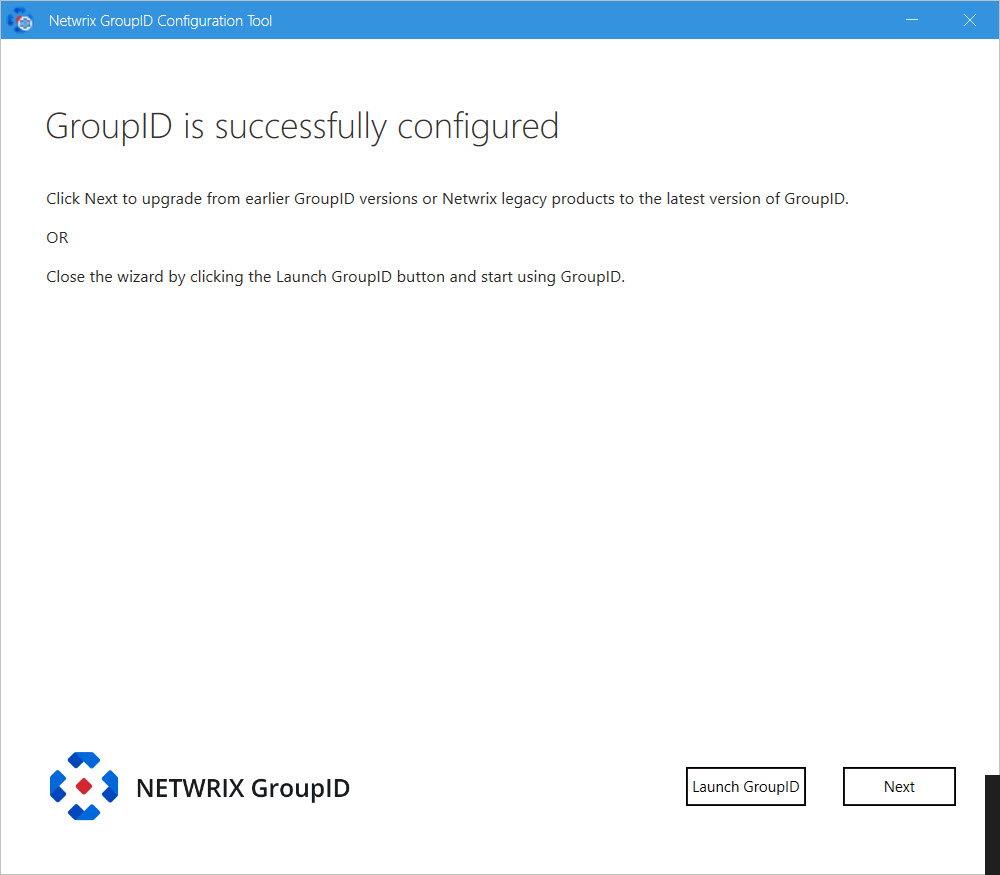 Netwrix GroupID Configuration Tool
GroupID is successfully configured
Click Next to upgrade from earlier GroupID versions or Netwrix legacy products to the latest version of GroupID.
OR
Close the wizard by clicking the Launch GroupID button and start using GroupID.
NETWRIX GroupID
Launch GroupID
Next